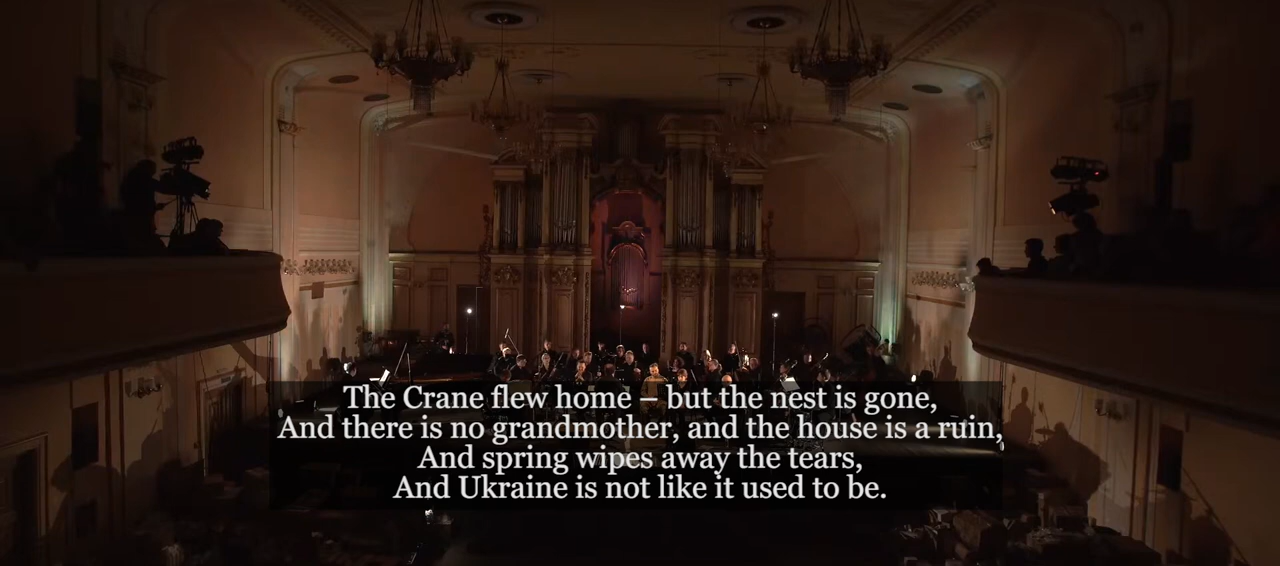 The Crane flew home – but the nest is gone,
And there is no grandmother, and the house is a ruin,
And spring wipes away the tears,
And Ukraine is not like it used to be.